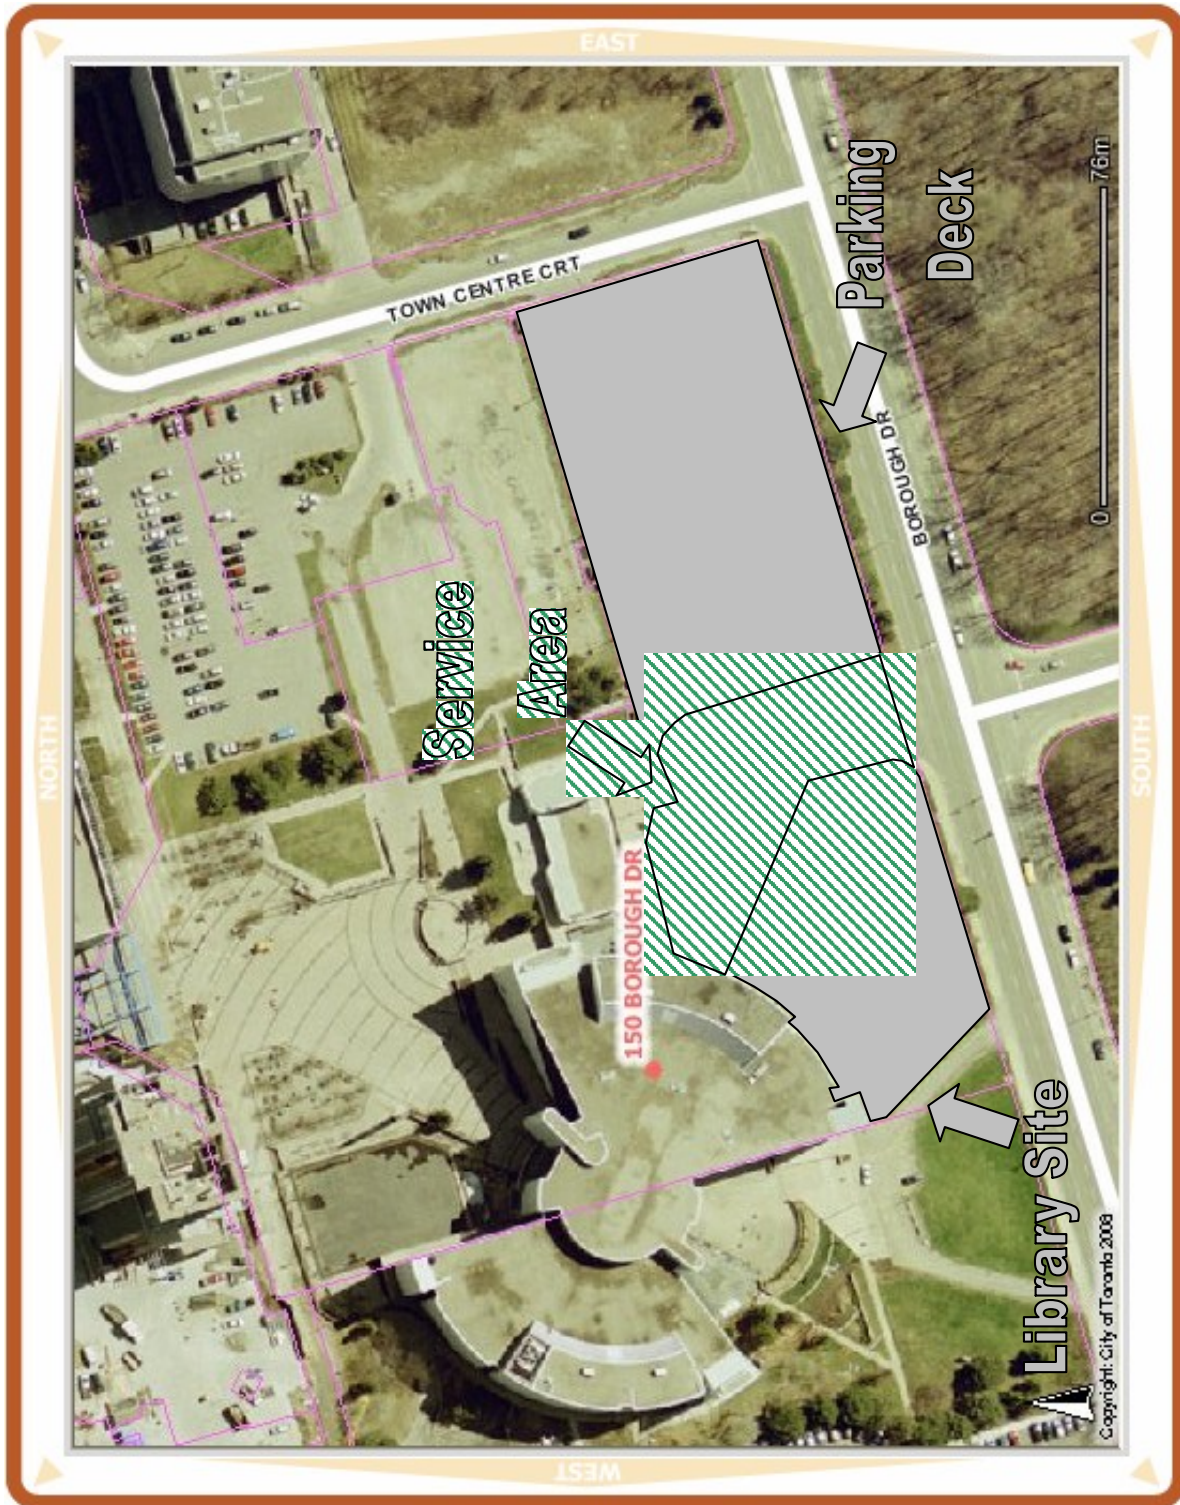 EAST
NORTH
SOUTH
WEST
TOWN CENTRE CRT
BOROUGH DR
150 BOROUGH DR
Parking
Deck
Service
Area
Library Site
0 76m
Copyright: City of Toronto 2008